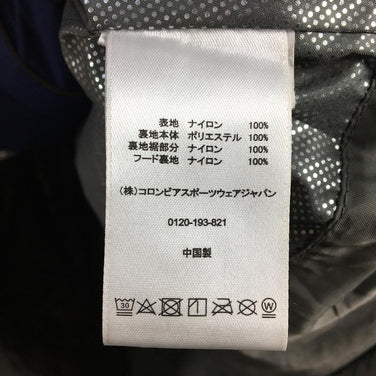 表地 ナイロン 100%
裏地本体 ポリエステル 100%
裏地裾部分 ナイロン 100%
フード裏地 ナイロン 100%
(株)コロンビアスポーツウェアジャパン
0120-193-821
中国製
30 W